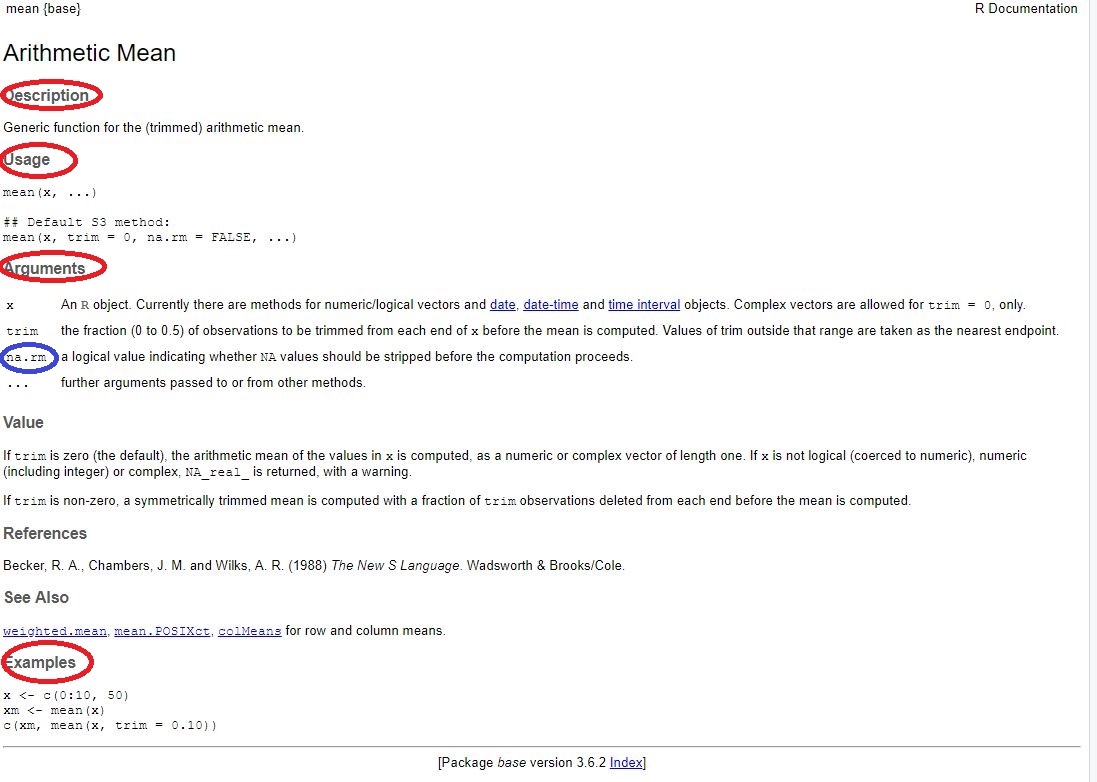 mean {base} R Documentation
Arithmetic Mean
Description
Generic function for the (trimmed) arithmetic mean.
Usage
mean(x, ...)
## Default S3 method:
mean(x, trim = 0, na.rm = FALSE, ...)
Arguments
x An R object. Currently there are methods for numeric/logical vectors and date, date-time and time interval objects. Complex vectors are allowed for trim = 0, only.
trim the fraction (0 to 0.5) of observations to be trimmed from each end of x before the mean is computed. Values of trim outside that range are taken as the nearest endpoint.
na.rm a logical value indicating whether NA values should be stripped before the computation proceeds.
... further arguments passed to or from other methods.
Value
If trim is zero (the default), the arithmetic mean of the values in x is computed, as a numeric or complex vector of length one. If x is not logical (coerced to numeric), numeric
(including integer) or complex, NA_real_ is returned, with a warning.
If trim is non-zero, a symmetrically trimmed mean is computed with a fraction of trim observations deleted from each end before the mean is computed.
References
Becker, R. A., Chambers, J. M. and Wilks, A. R. (1988) The New S Language. Wadsworth & Brooks/Cole.
See Also
weighted.mean, mean.POSIXct, colMeans for row and column means.
Examples
x <- c(0:10, 50)
xm <- mean(x)
c(xm, mean(x, trim = 0.10))
[Package base version 3.6.2 Index]